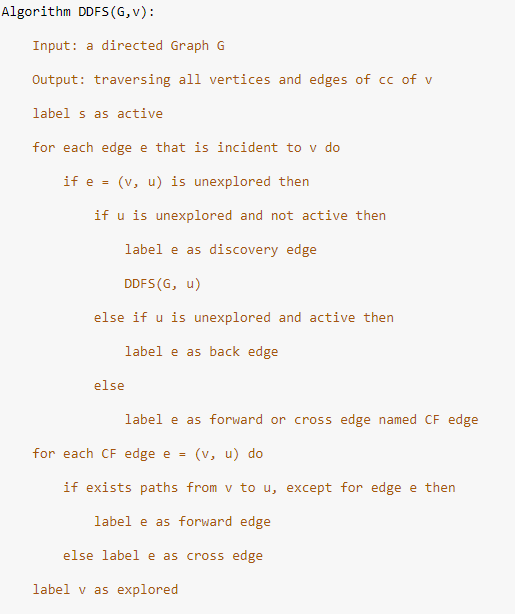 Algorithm DDFS(G,v):
Input: a directed Graph G
Output: traversing all vertices and edges of cc of v
label s as active
for each edge e that is incident to v do
if e = (v, u) is unexplored then
if u is unexplored and not active then
label e as discovery edge
DDFS(G, u)
else if u is unexplored and active then
label e as back edge
else
label e as forward or cross edge named CF edge
for each CF edge e = (v, u) do
if exists paths from v to u, except for edge e then
label e as forward edge
else label e as cross edge
label v as explored